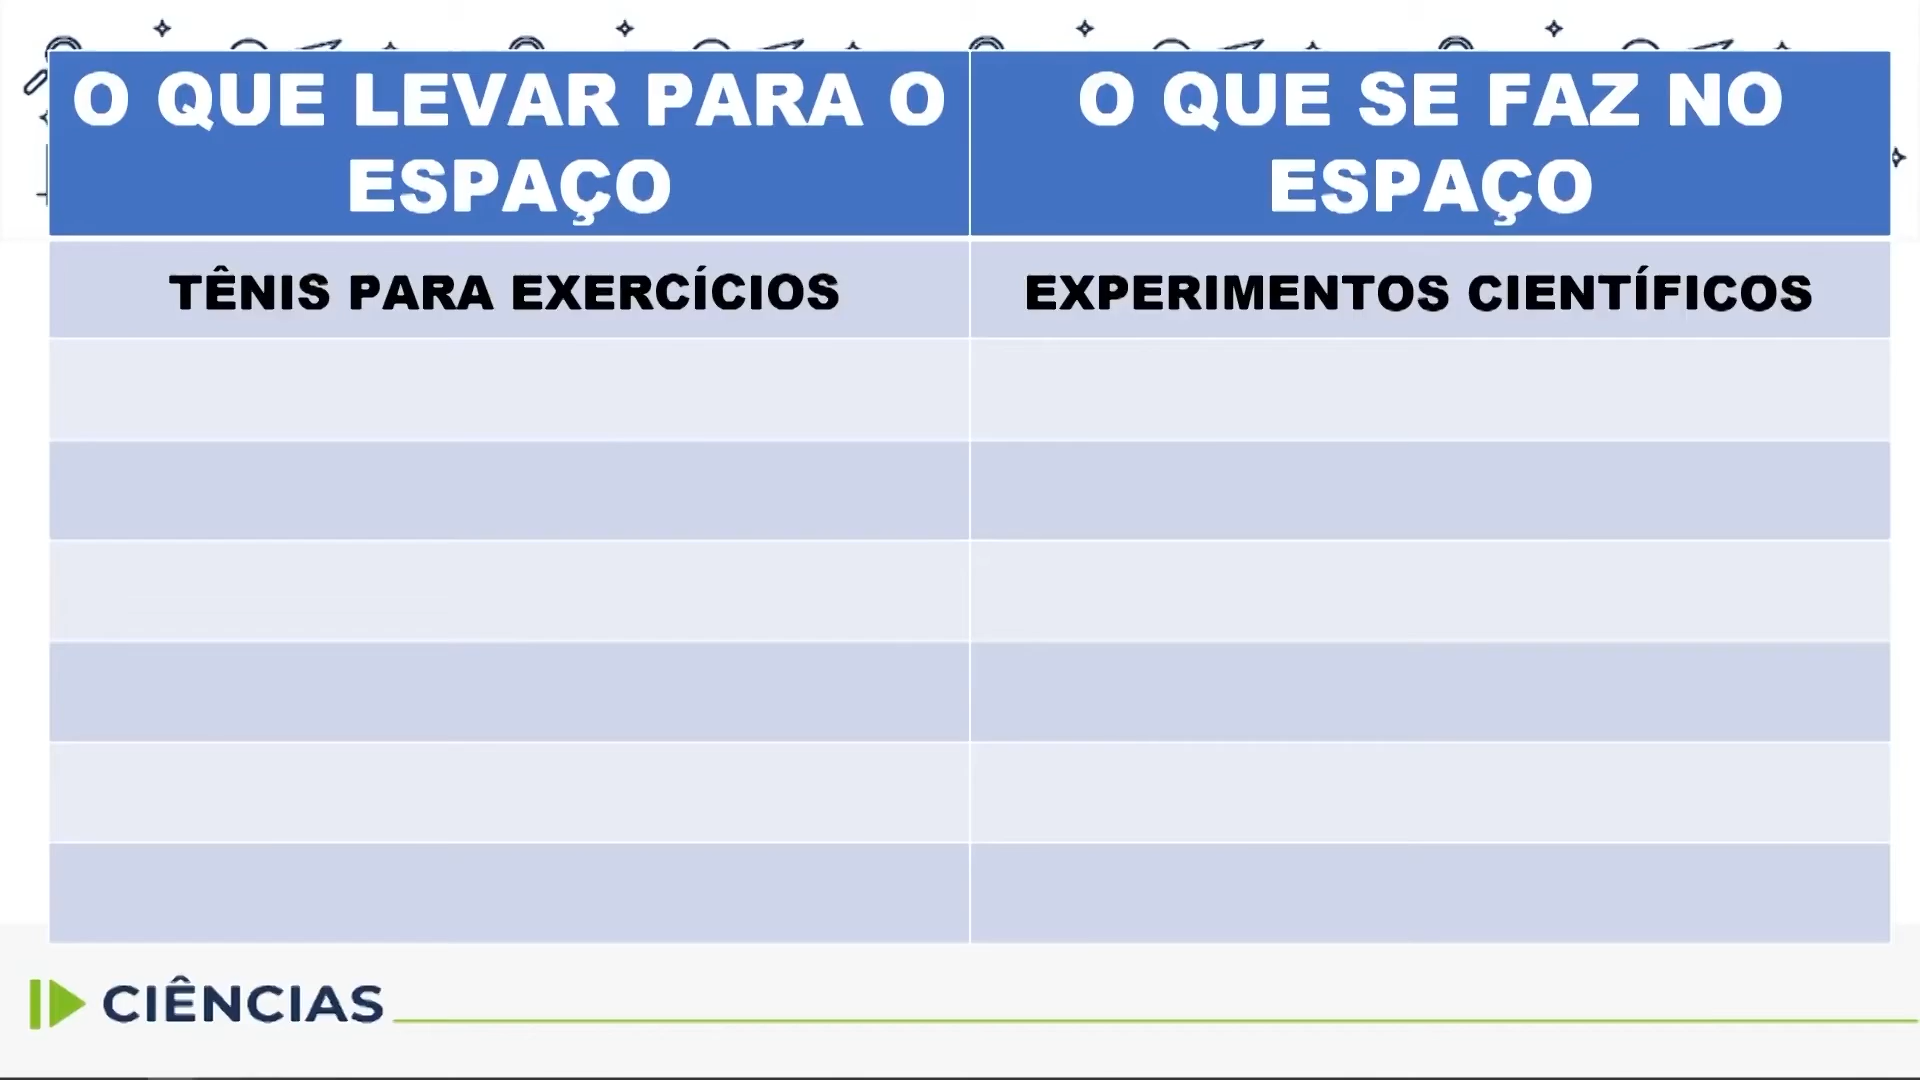 O QUE LEVAR PARA O
ESPAÇO
O QUE SE FAZ NO
ESPAÇO
TÊNIS PARA EXERCÍCIOS
EXPERIMENTOS CIENTÍFICOS
CIÊNCIAS